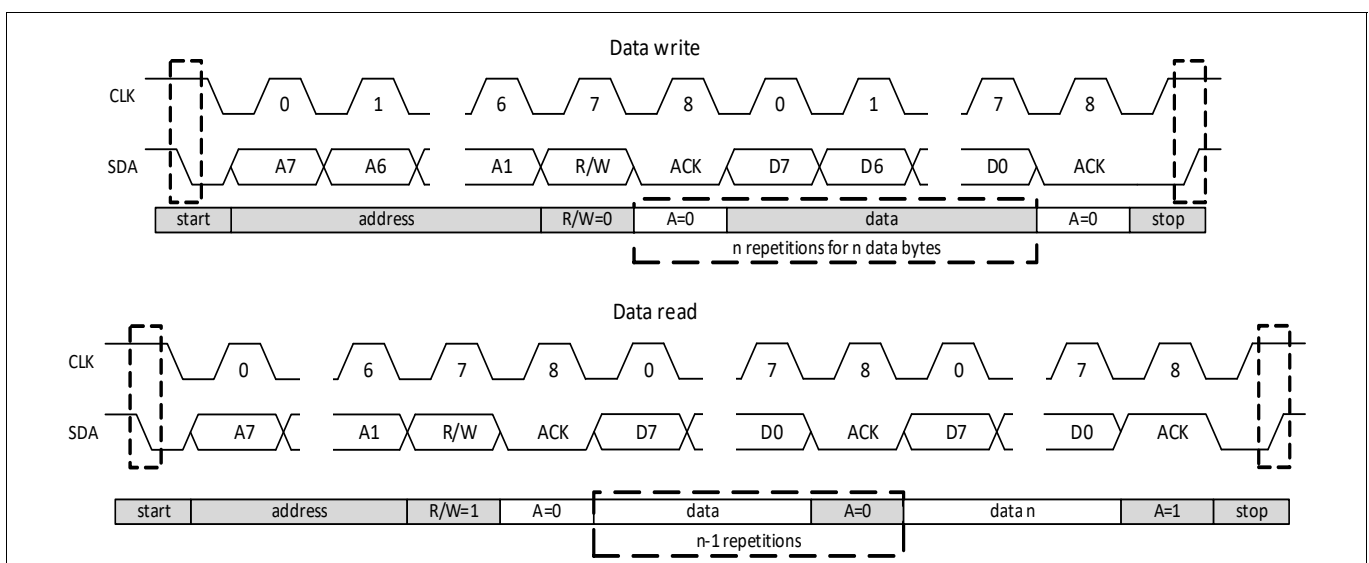 Data write
CLK 0 1 6 7 8 0 1 7 8
SDA A7 A6 A1 R/W ACK D7 D6 D0 ACK
start address R/W=0 A=0 data A=0 stop
n repetitions for n data bytes
Data read
CLK 0 6 7 8 0 7 8 0 7 8
SDA A7 A1 R/W ACK D7 D0 ACK D7 D0 ACK
start address R/W=1 A=0 data A=0 data n A=1 stop
n-1 repetitions